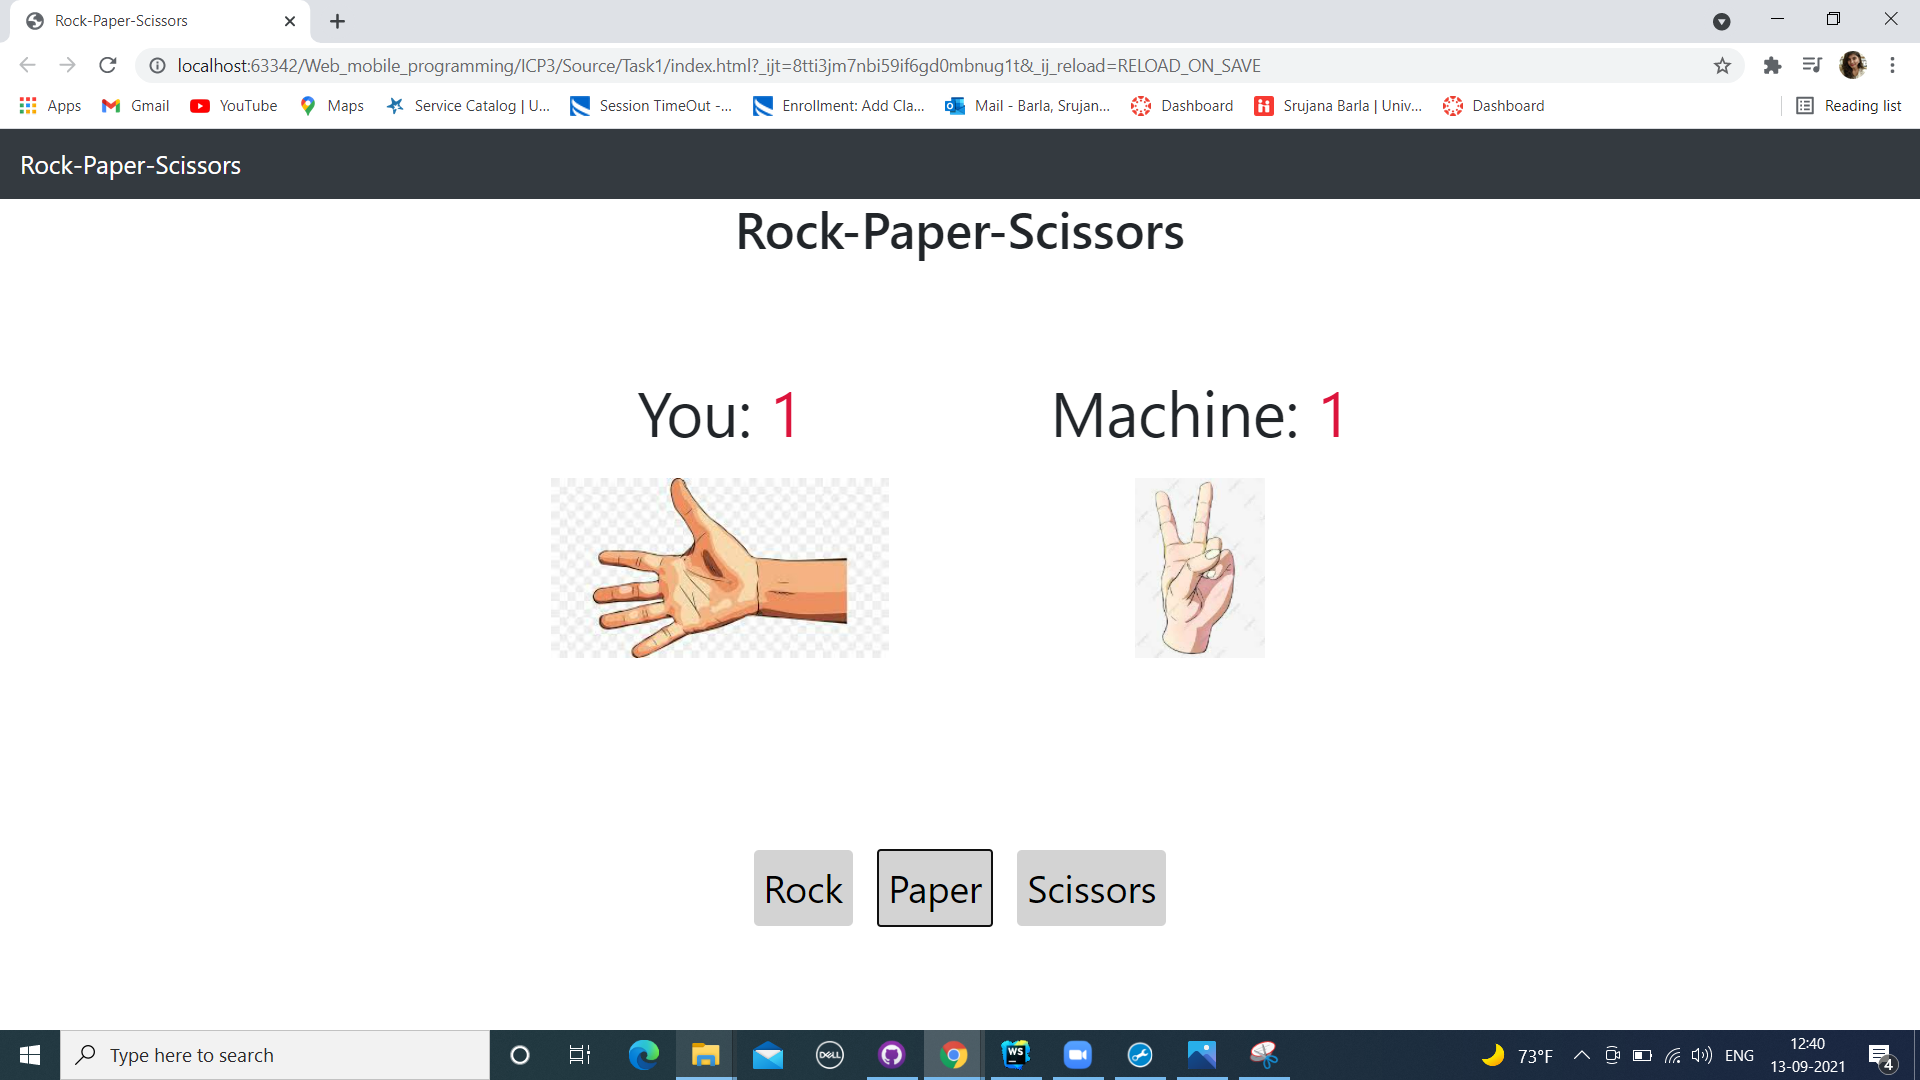 Rock-Paper-Scissors
localhost:63342/Web_mobile_programming/ICP3/Source/Task1/index.html?_ijt=8tti3jm7nbi59if6gd0mbnug1t&_ij_reload=RELOAD_ON_SAVE
Apps Gmail YouTube Maps Service Catalog | U... Session TimeOut -... Enrollment: Add Cla... Mail - Barla, Srujan... Dashboard Srujana Barla | Univ... Dashboard Reading list
Rock-Paper-Scissors
Rock-Paper-Scissors
You: 1 Machine: 1
Rock Paper Scissors
Type here to search DELL WS 73°F ENG 12:40
13-09-2021 4